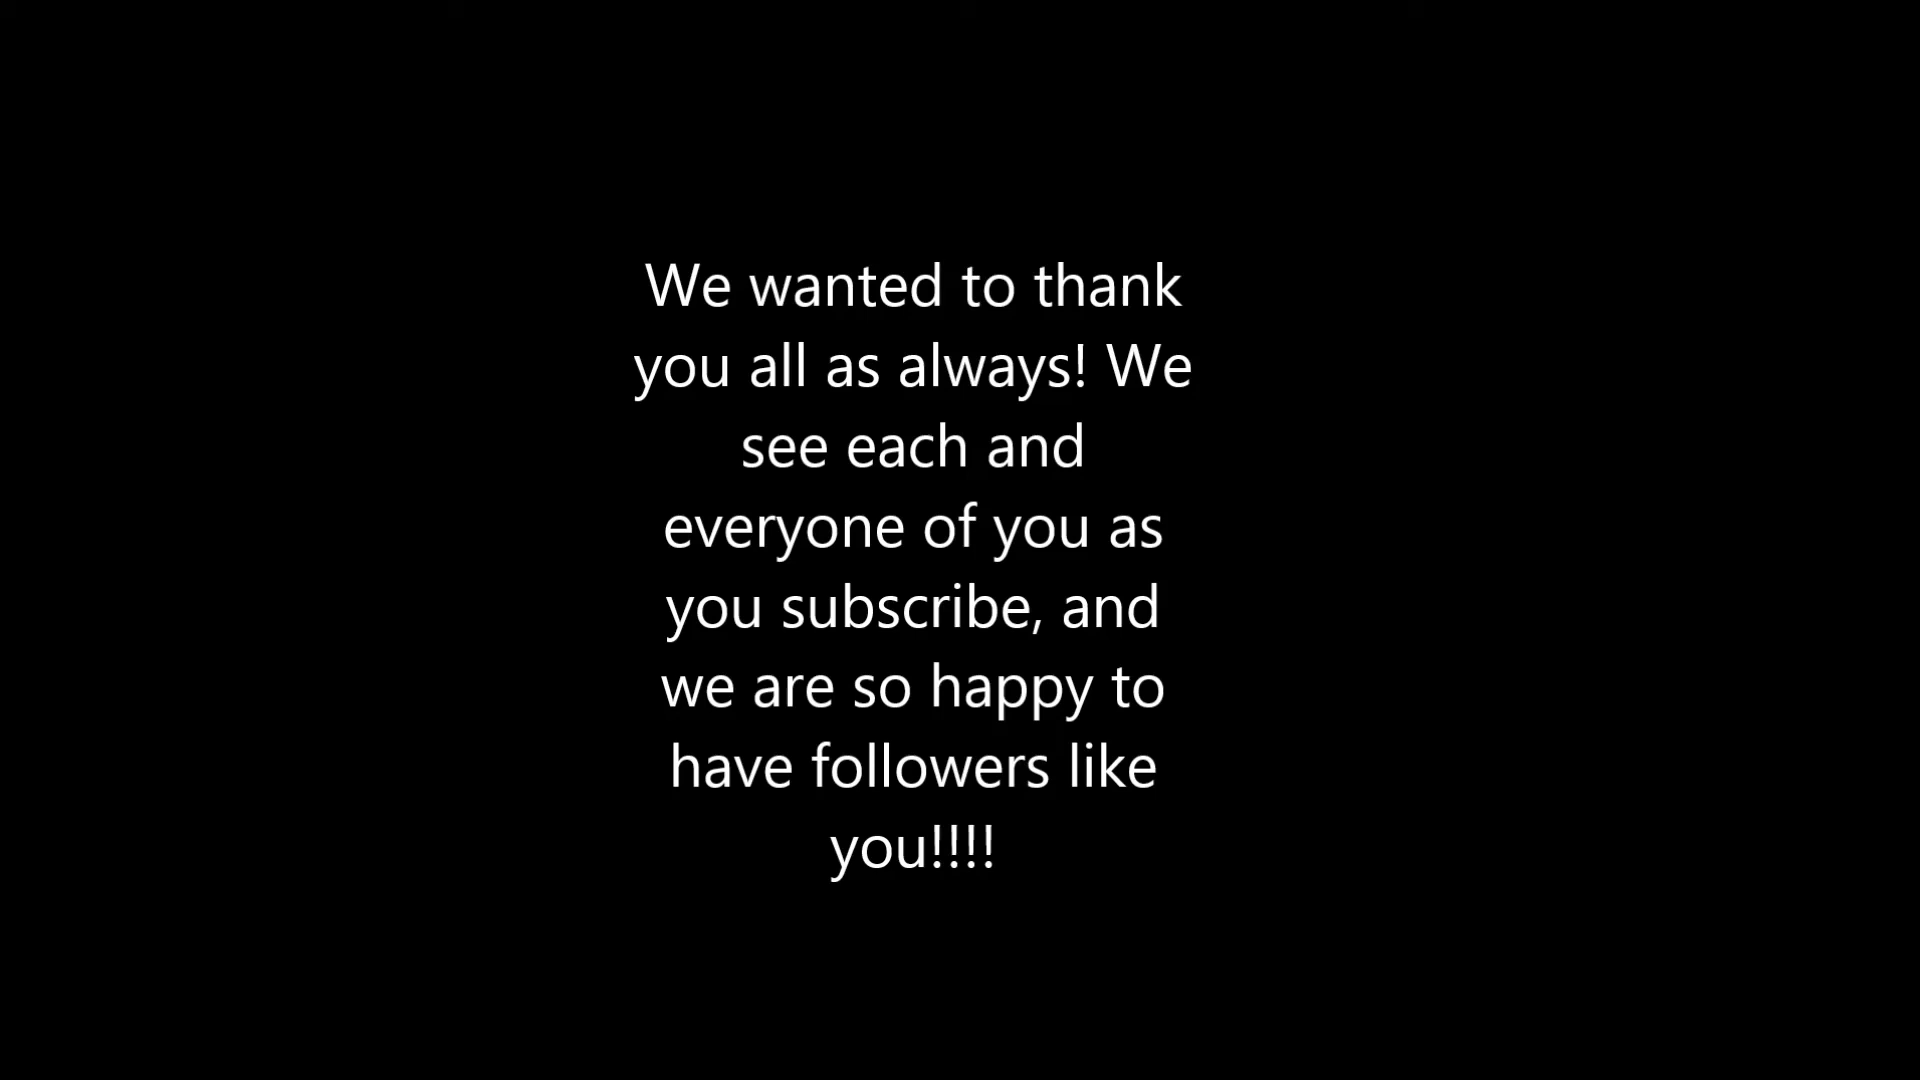 We wanted to thank
you all as always! We
see each and
everyone of you as
you subscribe, and
we are so happy to
have followers like
you!!!!